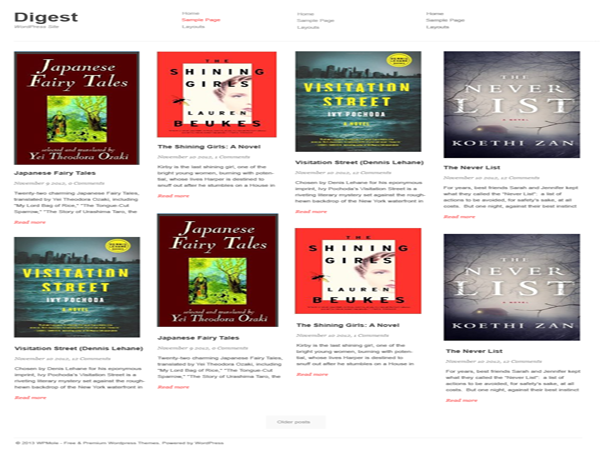 Digest
WordPress Site
Home
Sample Page
Layouts
Home
Sample Page
Layouts
Home
Sample Page
Layouts
Japanese
Fairy Tales
selected and translated by
Yei Theodora Ozaki
Japanese Fairy Tales
November 9 2012, 0 Comments
Twenty-two charming Japanese Fairy Tales,
translated by Yei Theodora Ozaki, including
"My Lord Bag of Rice," "The Tongue-Cut
Sparrow," "The Story of Urashima Taro, the
Read more
THE
SHINING
GIRLS
LAUREN
BEUKES
The Shining Girls: A Novel
November 10 2012, 1 Comments
Kirby is the last shining girl, one of the
bright young women, burning with poten-
tial, whose lives Harper is destined to
snuff out after he stumbles on a House in
Read more
VISITATION
STREET
IVY POCHODA
A NOVEL
Visitation Street (Dennis Lehane)
November 10 2012, 12 Comments
Chosen by Denis Lehane for his eponymous
imprint, Ivy Pochoda's Visitation Street is a
riveting literary mystery set against the rough-
hewn backdrop of the New York waterfront in
Read more
THE
NEVER
LIST
A NOVEL
KOETHI ZAN
The Never List
November 10 2012, 17 Comments
For years, best friends Sarah and Jennifer kept
what they called the "Never List": a list of
actions to be avoided, for safety's sake, at all
costs. But one night, against their best instinct
Read more
VISITATION
STREET
IVY POCHODA
A NOVEL
Visitation Street (Dennis Lehane)
November 10 2012, 12 Comments
Chosen by Denis Lehane for his eponymous
imprint, Ivy Pochoda's Visitation Street is a
riveting literary mystery set against the rough-
hewn backdrop of the New York waterfront in
Read more
Japanese
Fairy Tales
selected and translated by
Yei Theodora Ozaki
Japanese Fairy Tales
November 9 2012, 0 Comments
Twenty-two charming Japanese Fairy Tales,
translated by Yei Theodora Ozaki, including
"My Lord Bag of Rice," "The Tongue-Cut
Sparrow," "The Story of Urashima Taro, the
Read more
THE
SHINING
GIRLS
LAUREN
BEUKES
The Shining Girls: A Novel
November 10 2012, 1 Comments
Kirby is the last shining girl, one of the
bright young women, burning with poten-
tial, whose lives Harper is destined to
snuff out after he stumbles on a House in
Read more
THE
NEVER
LIST
A NOVEL
KOETHI ZAN
The Never List
November 10 2012, 17 Comments
For years, best friends Sarah and Jennifer kept
what they called the "Never List": a list of
actions to be avoided, for safety's sake, at all
costs. But one night, against their best instinct
Read more
Older posts
© 2013 WPMole - Free & Premium Wordpress Themes. Powered by WordPress